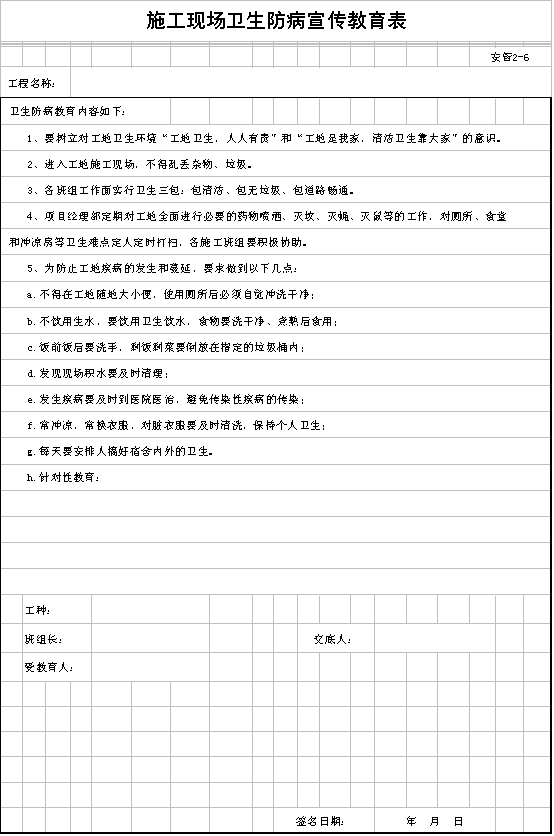 施工现场卫生防病宣传教育表
安管2-6
工程名称：
卫生防病教育内容如下：
1、要树立对工地卫生环境“工地卫生，人人有责”和“工地是我家，清洁卫生靠大家”的意识。
2、进入工地施工现场，不得乱丢杂物、垃圾。
3、各班组工作面实行卫生三包：包清洁、包无垃圾、包道路畅通。
4、项目经理部定期对工地全面进行必要的药物喷洒、灭蚊、灭蝇、灭鼠等的工作，对厕所、食堂
和冲凉房等卫生难点定人定时打扫，各施工班组要积极协助。
5、为防止工地疾病的发生和蔓延，要求做到以下几点：
a.不得在工地随地大小便，使用厕所后必须自觉冲洗干净；
b.不饮用生水，要饮用卫生饮水，食物要洗干净、煮熟后食用；
c.饭前饭后要洗手，剩饭剩菜要倒放在指定的垃圾桶内；
d.发现现场积水要及时清理；
e.发生疾病要及时到医院医治，避免传染性疾病的传染；
f.常冲凉，常换衣服，对脏衣服要及时清洗，保持个人卫生；
g.每天要安排人搞好宿舍内外的卫生。
h.针对性教育：
工种：
班组长： 交底人：
受教育人：
签名日期： 年 月 日